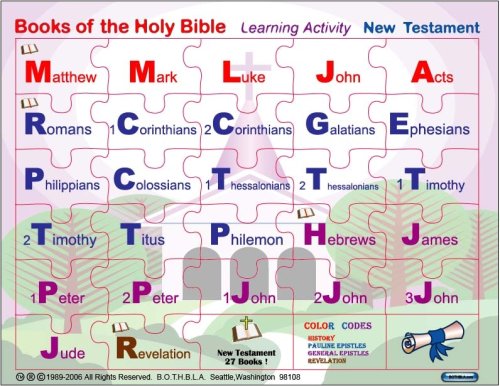 Books of the Holy Bible Learning Activity New Testament
Matthew Mark Luke John Acts
Romans 1 Corinthians 2 Corinthians Galatians Ephesians
Philippians Colossians 1 Thessalonians 2 Thessalonians 1 Timothy
2 Timothy Titus Philemon Hebrews James
1 Peter 2 Peter 1 John 2 John 3 John
Jude Revelation
New Testament
27 Books !
COLOR CODES
HISTORY
PAULINE EPISTLES
GENERAL EPISTLES
REVELATION
TM ® © 1989-2006 All Rights Reserved. B.O.T.H.B.L.A. Seattle,Washington 98108
BOTHBLA.com